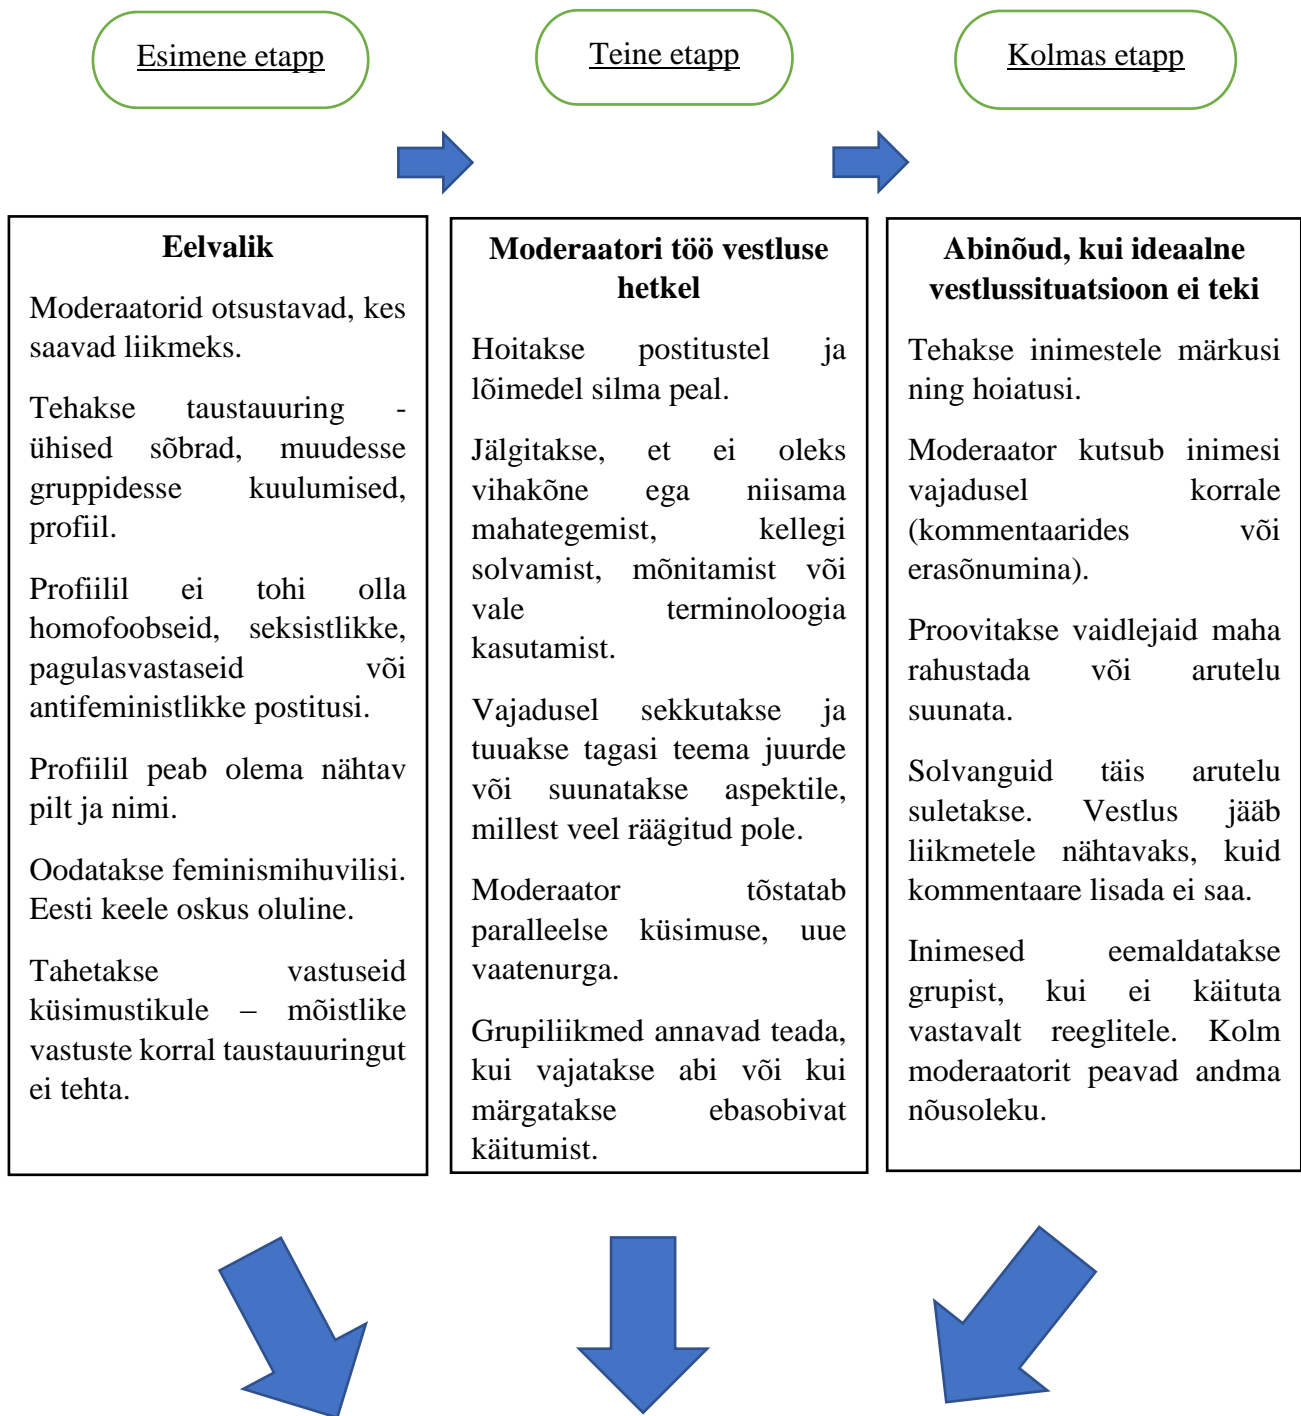 Esimene etapp
Teine etapp
Kolmas etapp
Eelvalik
Moderaatorid otsustavad, kes
saavad liikmeks.
Tehakse taustauuring -
ühised sõbrad, muudesse
gruppidesse kuulumised,
profiil.
Profiilil ei tohi olla
homofoobseid, seksistlikke,
pagulasvastaseid või
antifeministlikke postitusi.
Profiilil peab olema nähtav
pilt ja nimi.
Oodatakse feminismihuvilisi.
Eesti keele oskus oluline.
Tahetakse vastuseid
küsimustikule – mõistlike
vastuste korral taustauuringut
ei tehta.
Moderaatori töö vestluse
hetkel
Hoitakse postitustel ja
lõimedel silma peal.
Jälgitakse, et ei oleks
vihakõne ega niisama
mahategemist, kellegi
solvamist, mõnitamist või
vale terminoloogia
kasutamist.
Vajadusel sekkutakse ja
tuuakse tagasi teema juurde
või suunatakse aspektile,
millest veel räägitud pole.
Moderaator tõstatab
paralleelse küsimuse, uue
vaatenurga.
Grupiliikmed annavad teada,
kui vajatakse abi või kui
märgatakse ebasobivat
käitumist.
Abinõud, kui ideaalne
vestlussituatsioon ei teki
Tehakse inimestele märkusi
ning hoiatusi.
Moderaator kutsub inimesi
vajadusel korrale
(kommentaarides või
erasõnumina).
Proovitakse vaidlejaid maha
rahustada või arutelu
suunata.
Solvanguid täis arutelu
suletakse. Vestlus jääb
liikmetele nähtavaks, kuid
kommentaare lisada ei saa.
Inimesed eemaldatakse
grupist, kui ei käituta
vastavalt reeglitele. Kolm
moderaatorit peavad andma
nõusoleku.